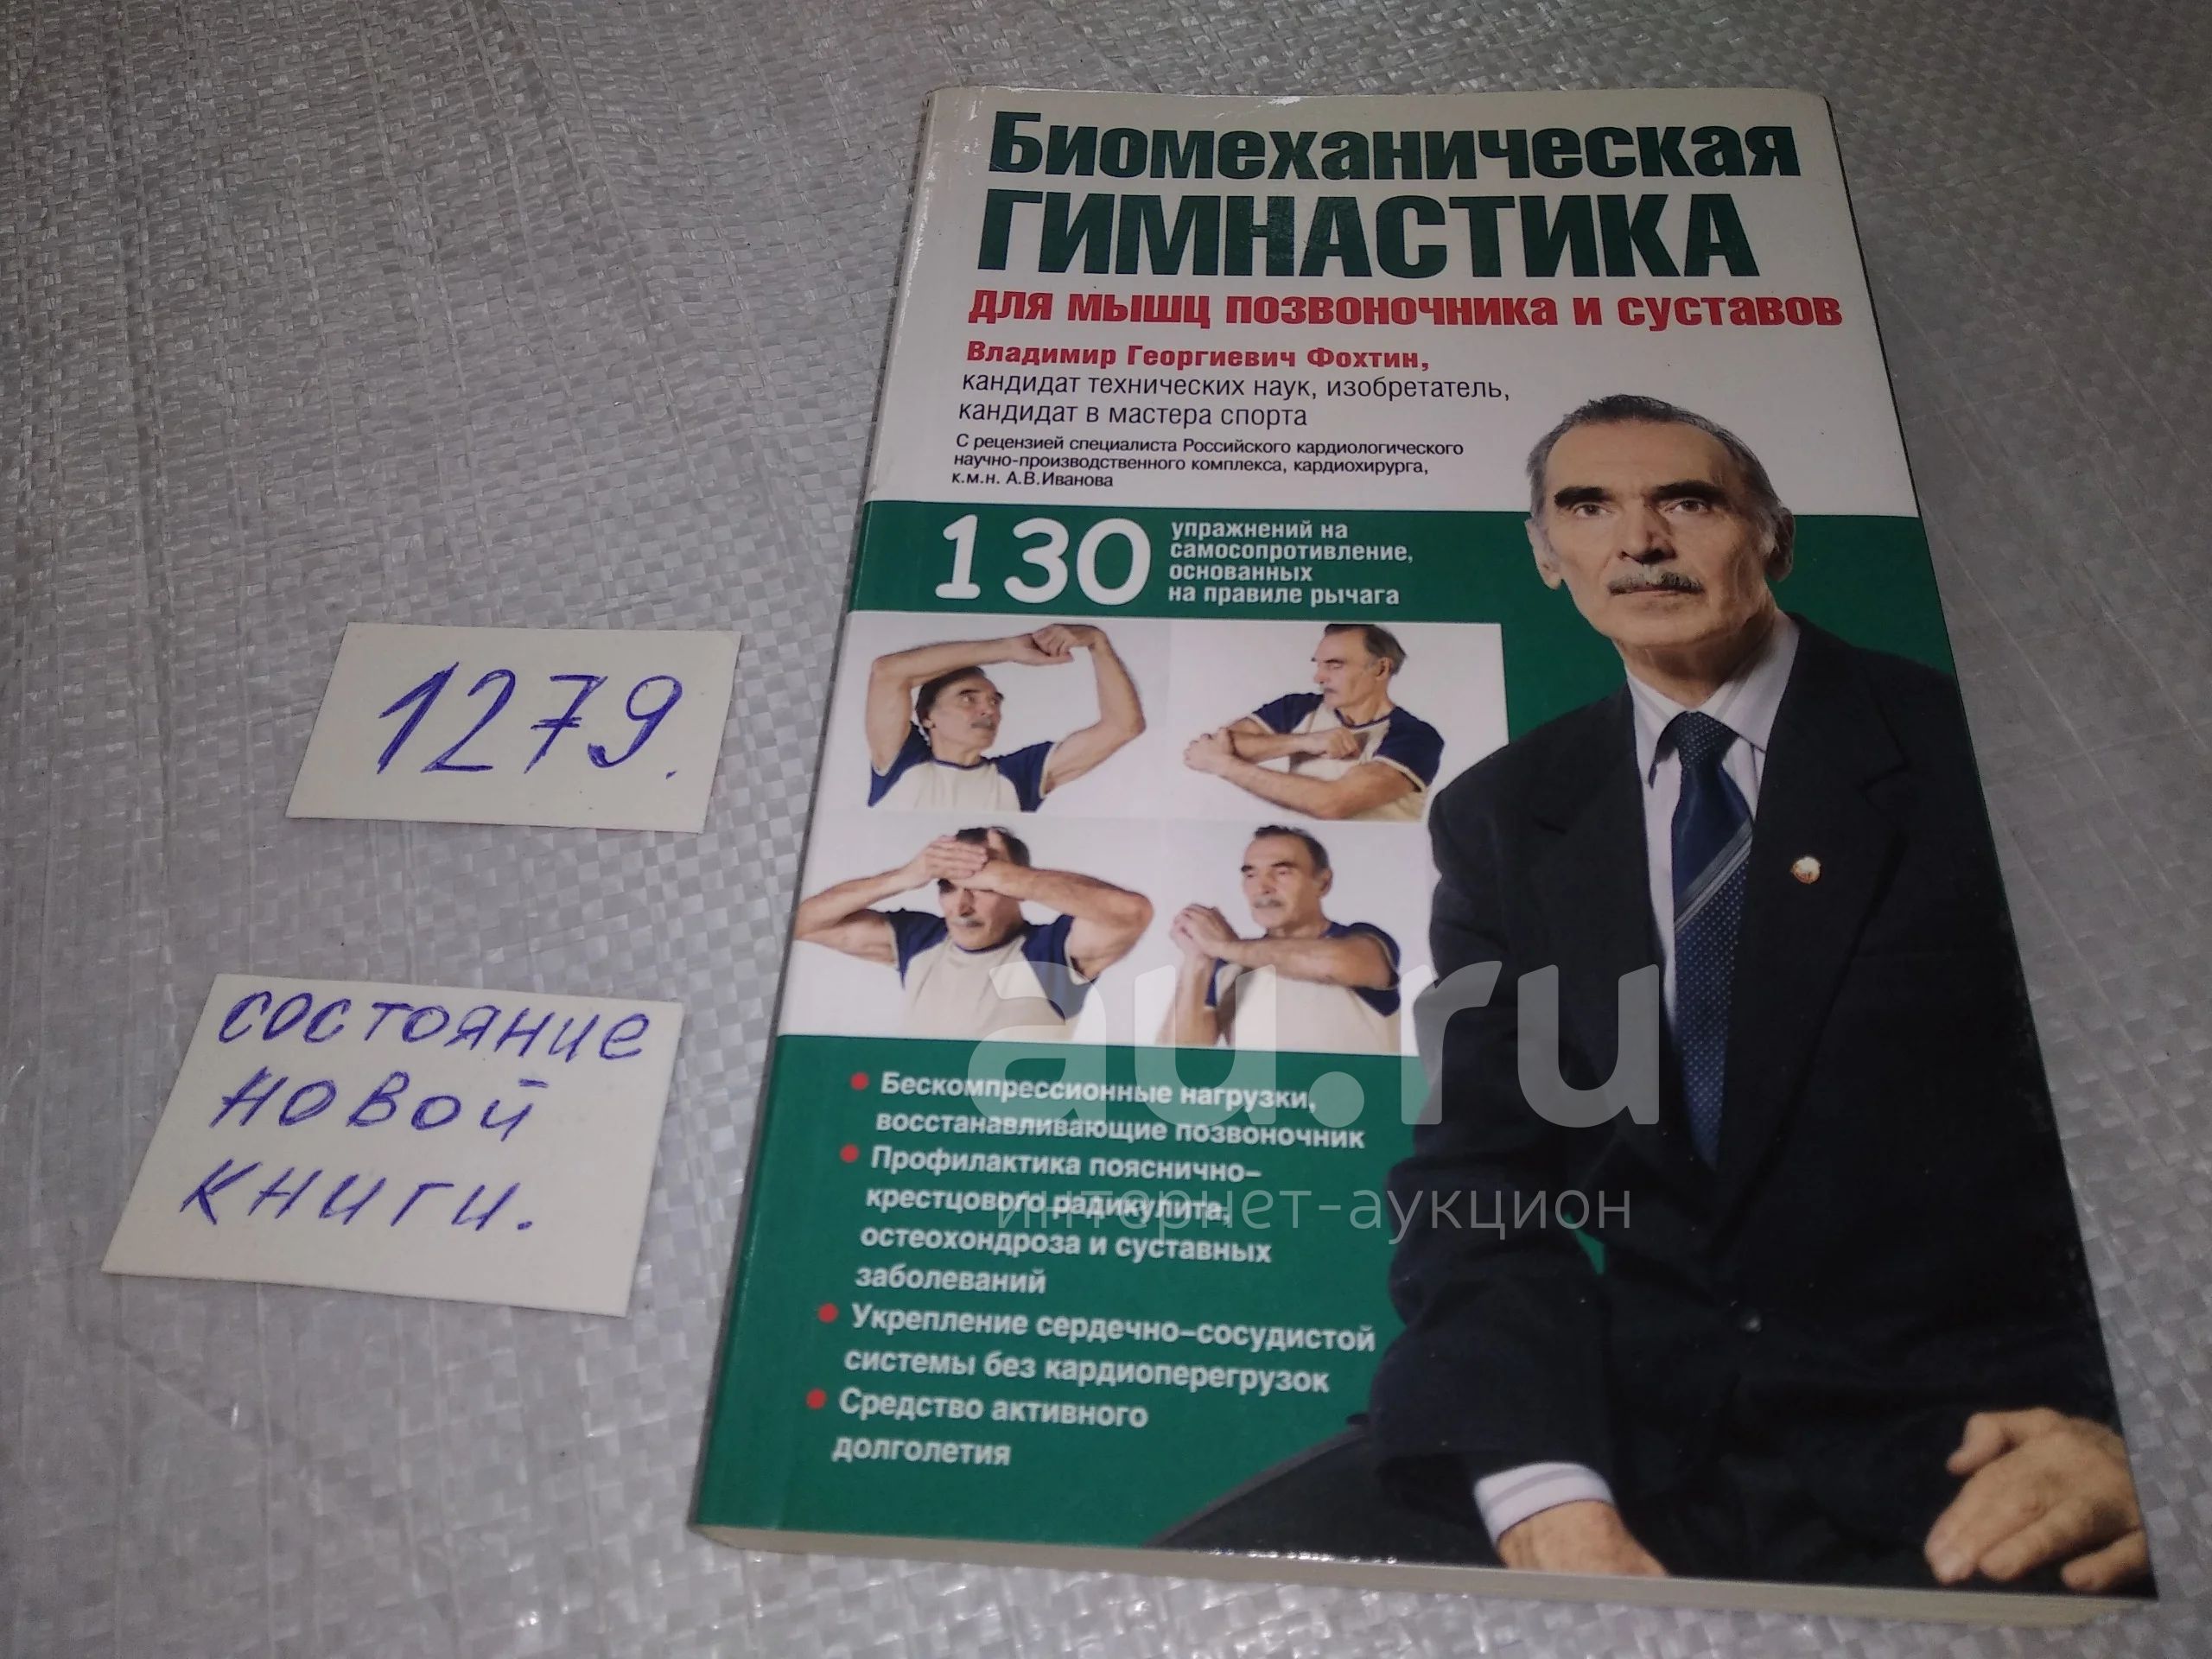 Биомеханическая
ГИМНАСТИКА
для мышц позвоночника и суставов
Владимир Георгиевич Фохтин,
кандидат технических наук, изобретатель,
кандидат в мастера спорта
С рецензией специалиста Российского кардиологического
научно-производственного комплекса, кардиохирурга,
к.м.н. А.В.Иванова
130
упражнений на
самосопротивление,
основанных
на правиле рычага
1279.
состояние
новой
книги.
Бескомпрессионные нагрузки,
восстанавливающие позвоночник
Профилактика пояснично-
крестцового радикулита,
остеохондроза и суставных
заболеваний
Укрепление сердечно-сосудистой
системы без кардиоперегрузок
Средство активного
долголетия
au.ru
интернет-аукцион